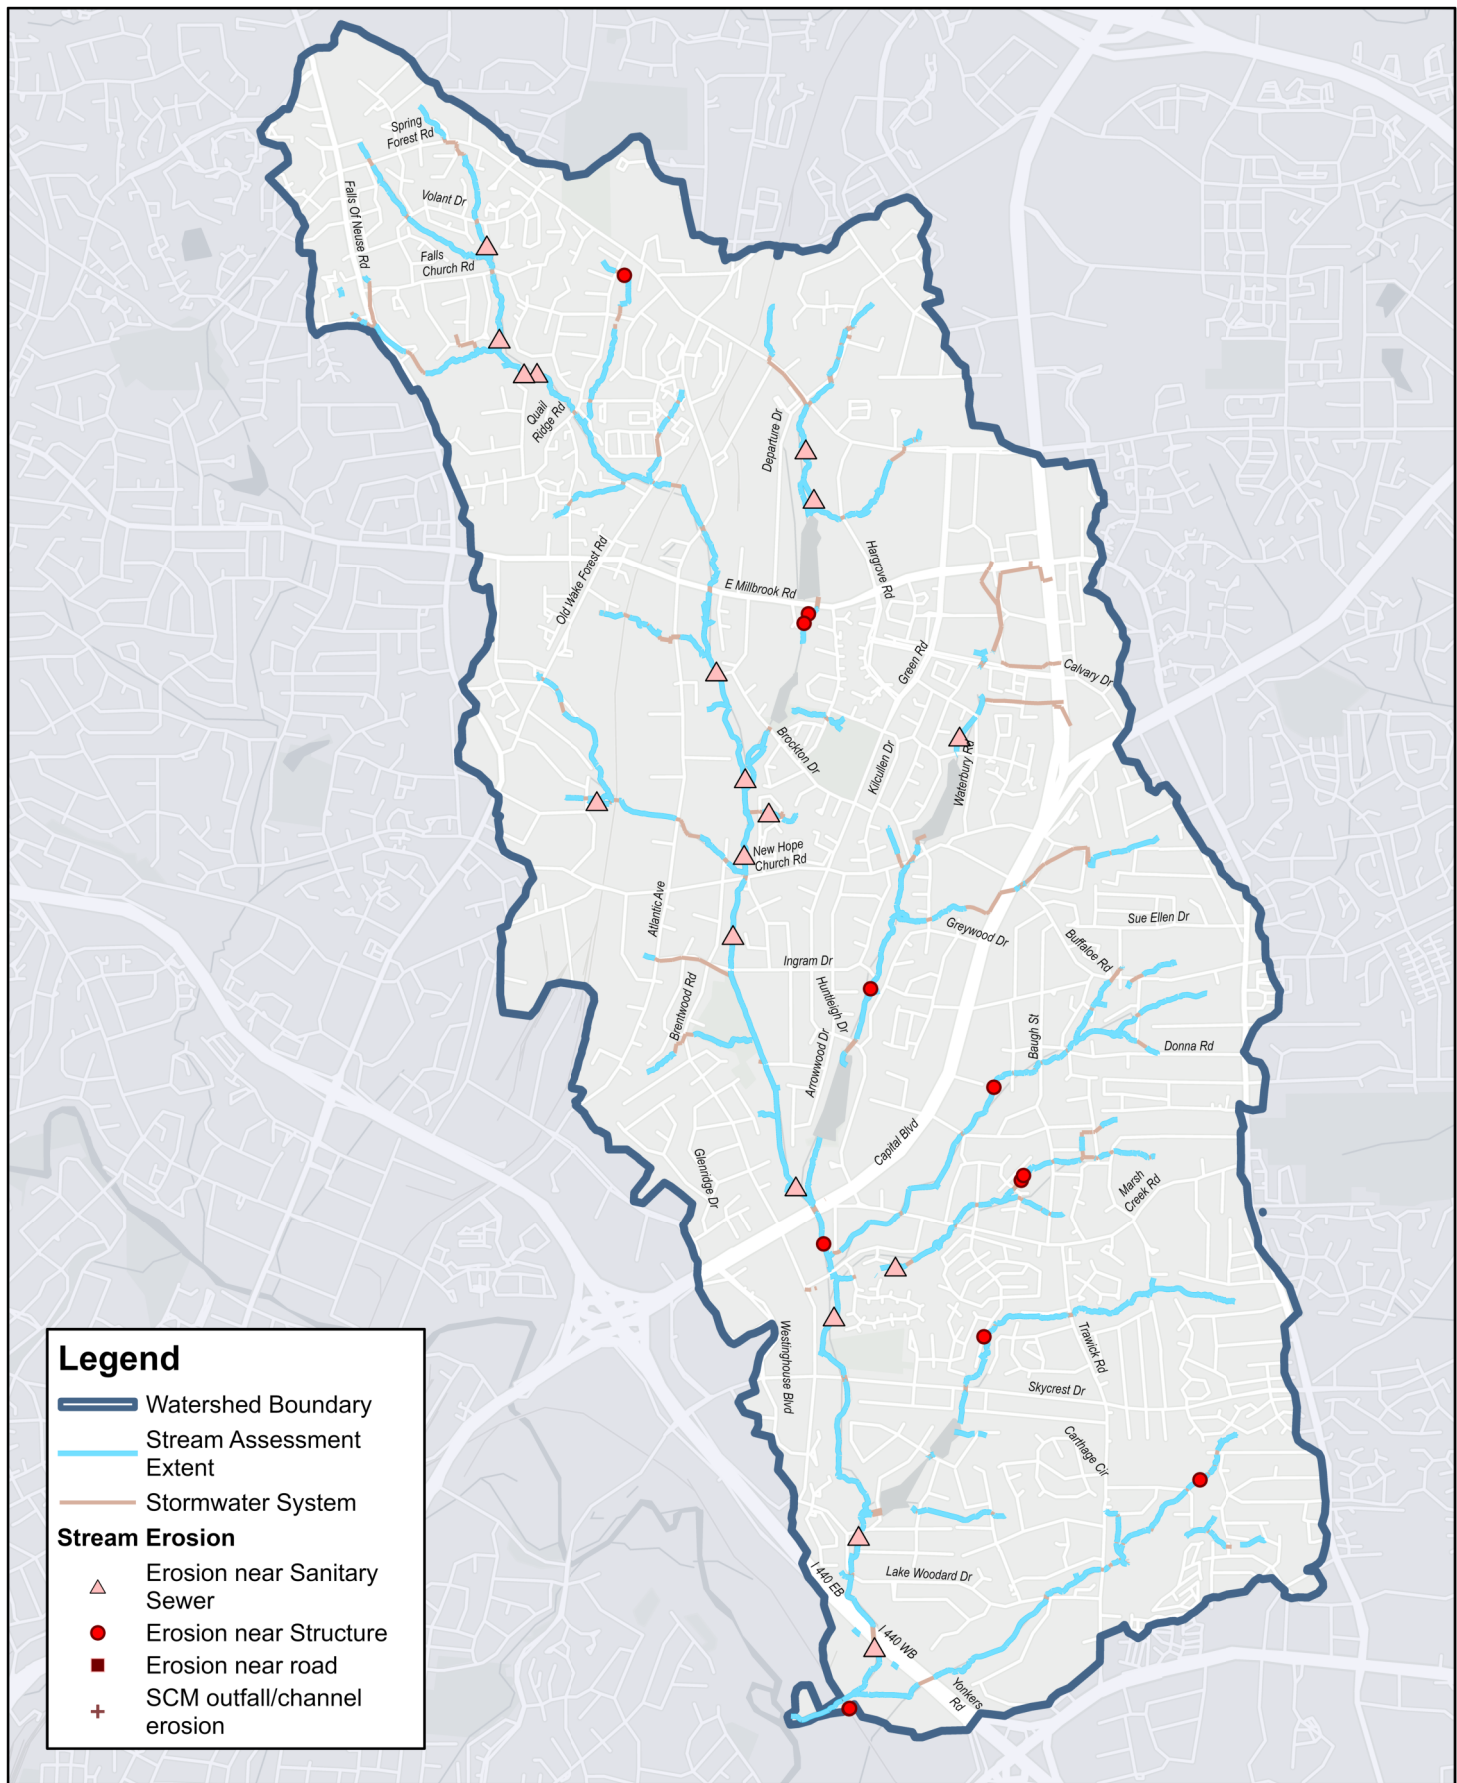 Spring
Forest Rd
Volant Dr
Falls Of Neuse Rd
Falls
Church Rd
Quail
Ridge Rd
Departure Dr
Old Wake Forest Rd
E Millbrook Rd
Hargrove Rd
Green Rd
Calvary Dr
Brockton Dr
Kilcullen Dr
Waterbury Rd
New Hope
Church Rd
Atlantic Ave
Sue Ellen Dr
Greywood Dr
Buffaloe Rd
Ingram Dr
Brentwood Rd
Huntleigh Dr
Arrowwood Dr
Baugh St
Donna Rd
Capital Blvd
Glenridge Dr
Marsh
Creek Rd
Westinghouse Blvd
Trawick Rd
Skycrest Dr
Carthage Cir
Lake Woodard Dr
I 440 EB
I 440 WB
Yonkers
Rd
Legend
Watershed Boundary
Stream Assessment
Extent
Stormwater System
Stream Erosion
Erosion near Sanitary
Sewer
Erosion near Structure
Erosion near road
SCM outfall/channel
erosion